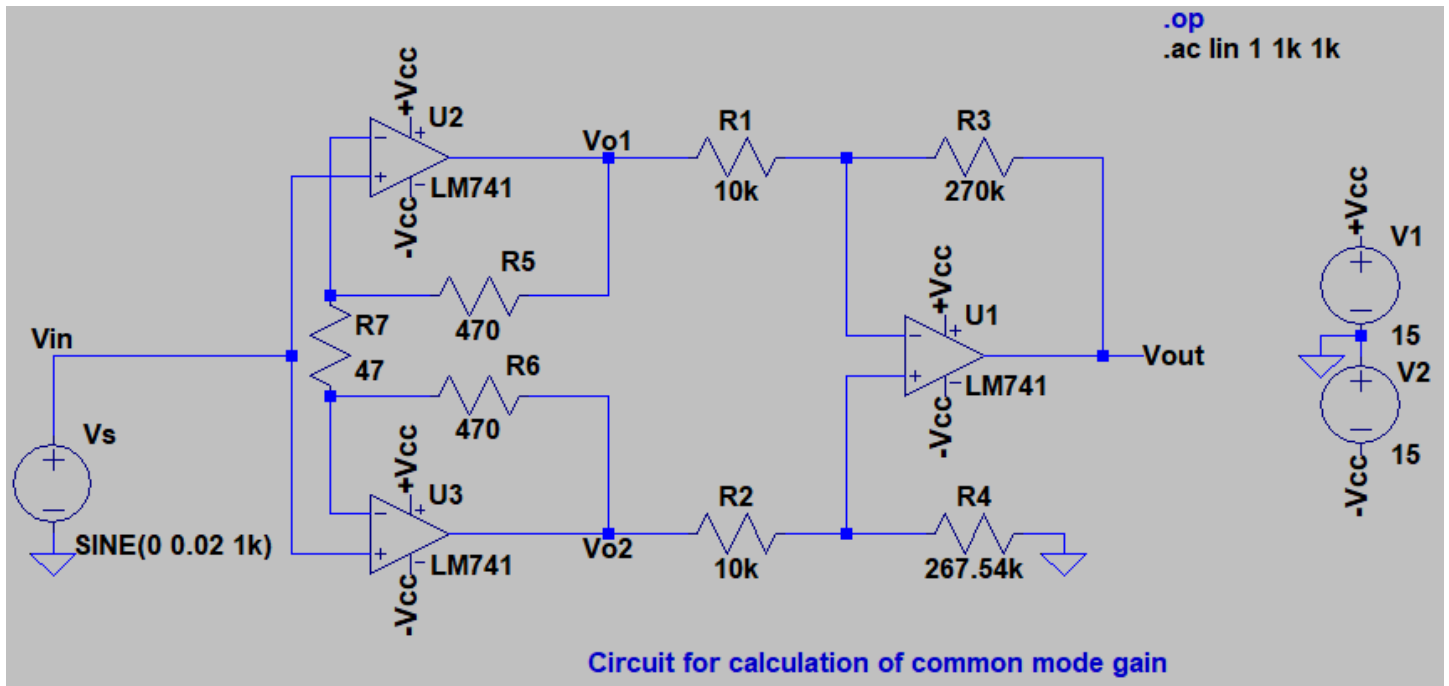 .op
.ac lin 1 1k 1k
+Vcc
U2
LM741
-Vcc
Vo1
R1
10k
R3
270k
R5
470
R7
47
R6
470
Vin
Vs
SINE(0 0.02 1k)
+Vcc
U3
LM741
-Vcc
Vo2
R2
10k
R4
267.54k
+Vcc
U1
LM741
-Vcc
Vout
+Vcc
V1
15
V2
15
-Vcc
Circuit for calculation of common mode gain